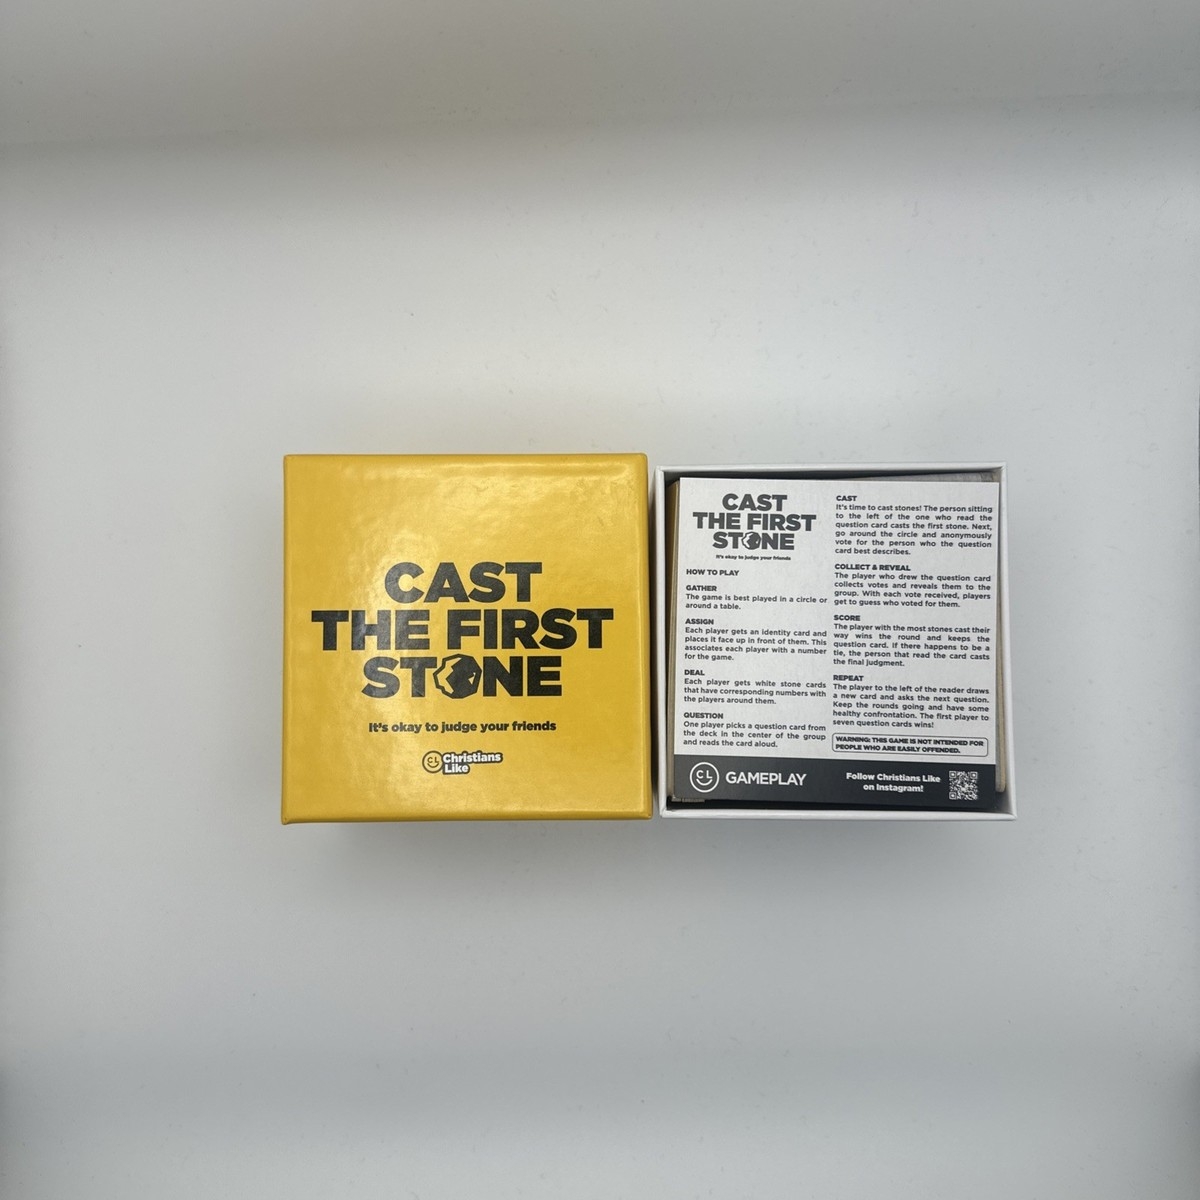 CAST
THE FIRST
STONE
It's okay to judge your friends
CL Christians
Like
CAST
THE FIRST
STONE
It's okay to judge your friends
HOW TO PLAY
GATHER
The game is best played in a circle or
around a table.
ASSIGN
Each player gets an identity card and
places it face up in front of them. This
associates each player with a number
for the game.
DEAL
Each player gets white stone cards
that have corresponding numbers with
the players around them.
QUESTION
One player picks a question card from
the deck in the center of the group
and reads the card aloud.
CAST
It's time to cast stones! The person sitting
to the left of the one who read the
question card casts the first stone. Next,
go around the circle and anonymously
vote for the person who the question
card best describes.
COLLECT & REVEAL
The player who drew the question card
collects votes and reveals them to the
group. With each vote received, players
get to guess who voted for them.
SCORE
The player with the most stones cast their
way wins the round and keeps the
question card. If there happens to be a
tie, the person that read the card casts
the final judgment.
REPEAT
The player to the left of the reader draws
a new card and asks the next question.
Keep the rounds going and have some
healthy confrontation. The first player to
seven question cards wins!
WARNING: THIS GAME IS NOT INTENDED FOR
PEOPLE WHO ARE EASILY OFFENDED.
CL GAMEPLAY
Follow Christians Like
on Instagram!